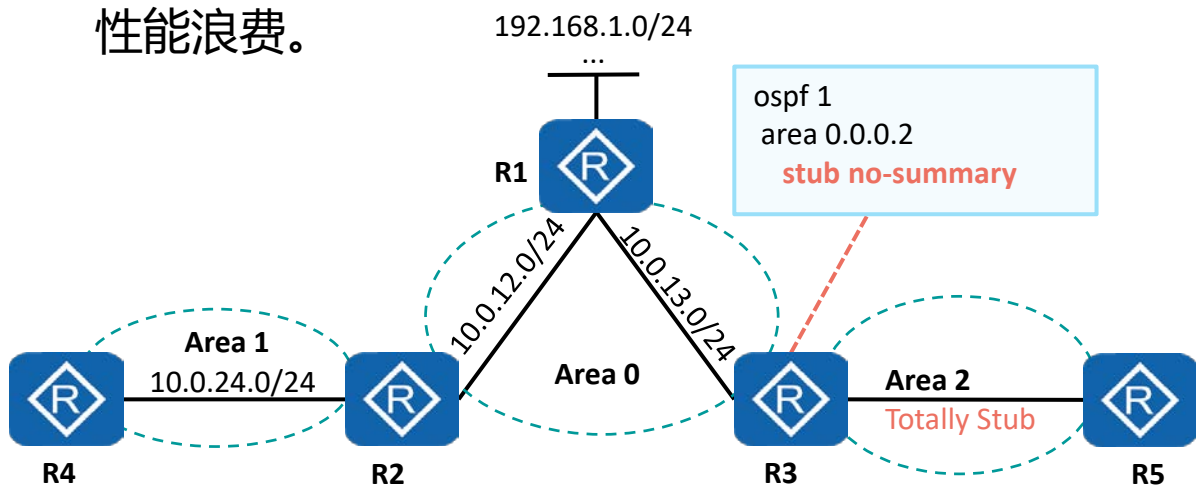 性能浪费。
192.168.1.0/24
...
ospf 1
area 0.0.0.2
stub no-summary
R
R1
10.0.12.0/24
10.0.13.0/24
Area 1
10.0.24.0/24
Area 0
Area 2
Totally Stub
R
R
R
R
R4
R2
R3
R5